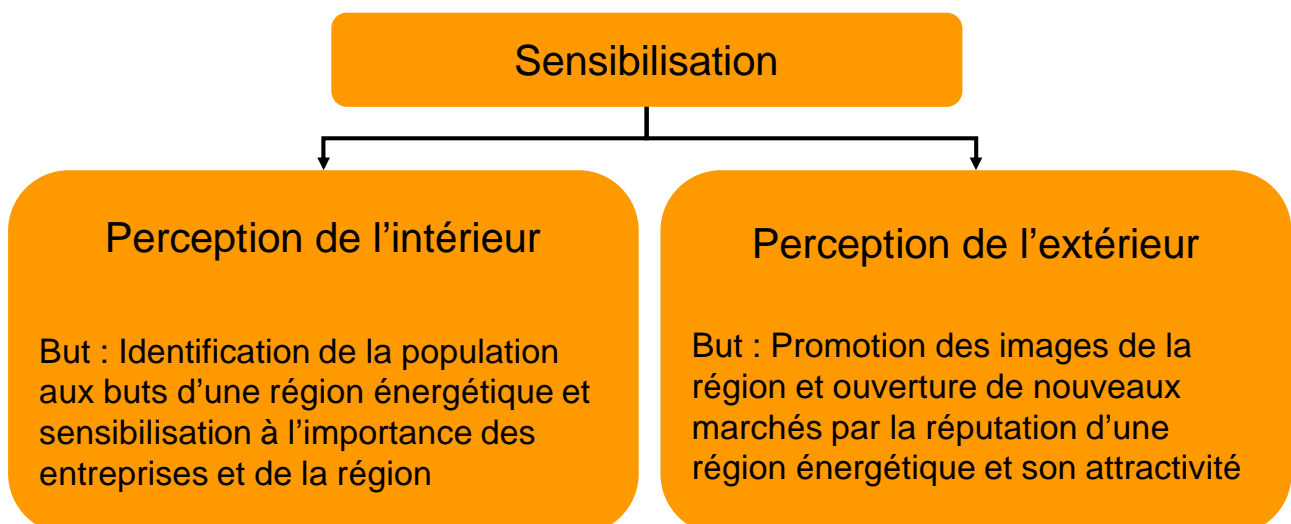 Sensibilisation
Perception de l’intérieur
But : Identification de la population
aux buts d’une région énergétique et
sensibilisation à l’importance des
entreprises et de la région
Perception de l’extérieur
But : Promotion des images de la
région et ouverture de nouveaux
marchés par la réputation d’une
région énergétique et son attractivité